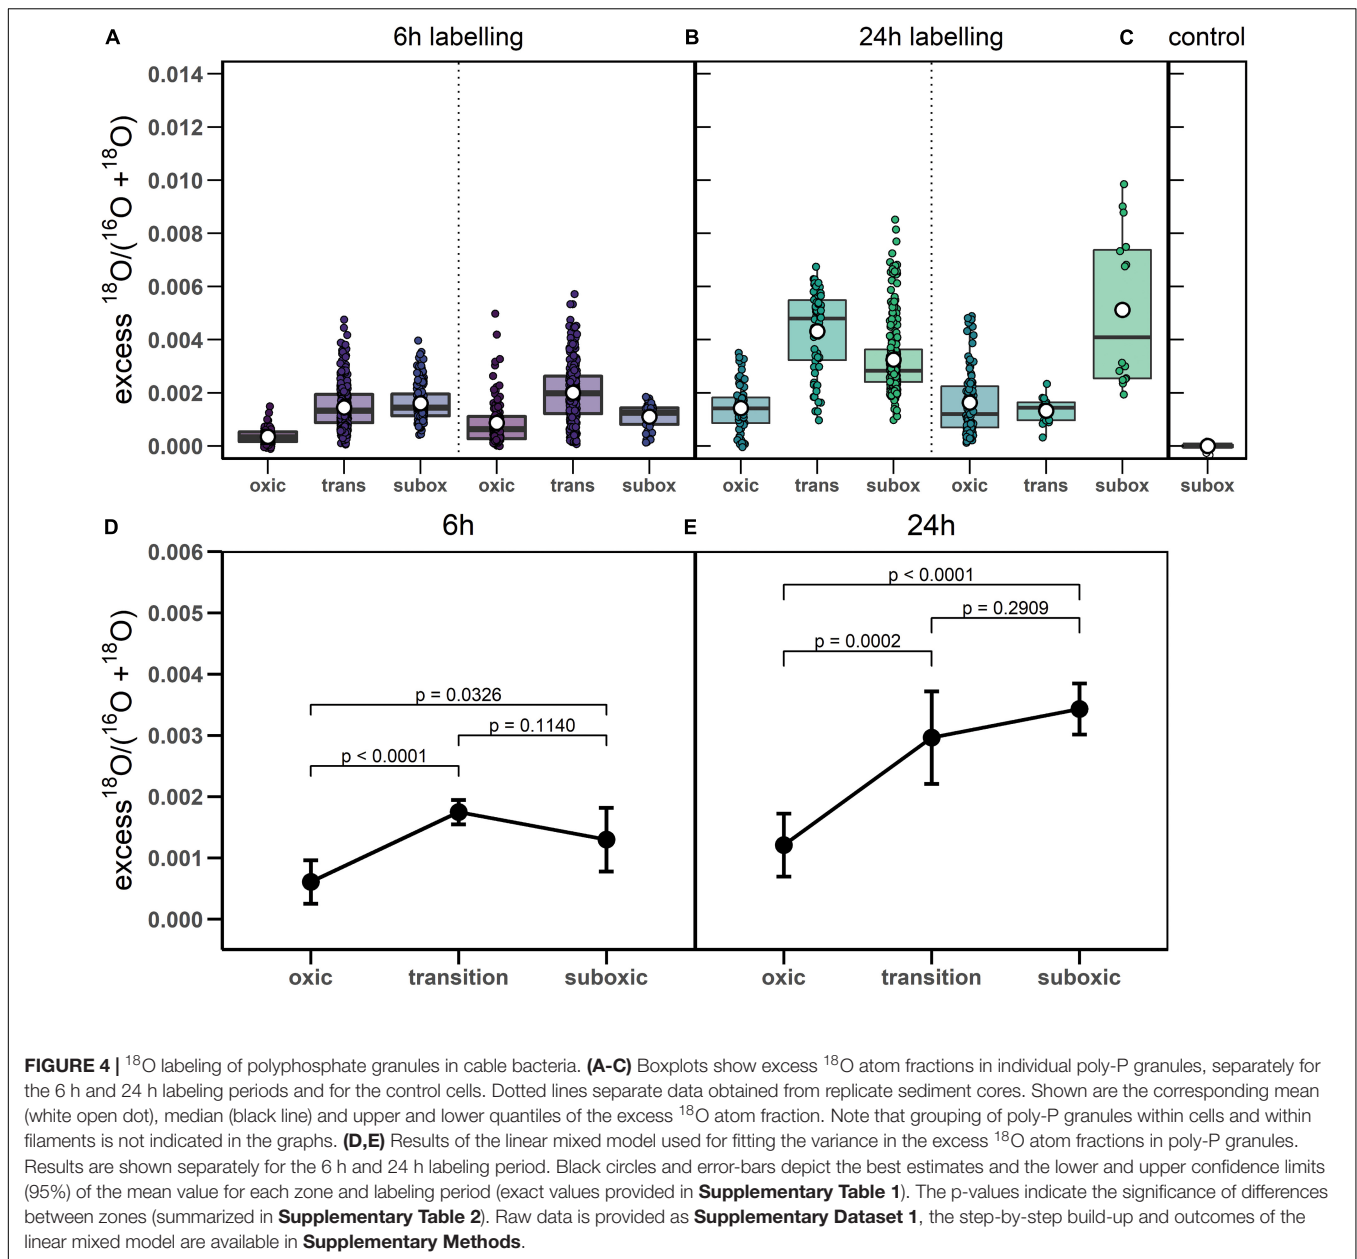 A 6h labelling B 24h labelling C control
excess ¹⁸O/(¹⁶O + ¹⁸O)
0.014
0.012
0.010
0.008
0.006
0.004
0.002
0.000
oxic trans subox oxic trans subox oxic trans subox oxic trans subox subox
D 6h E 24h
excess¹⁸O/(¹⁶O + ¹⁸O)
0.006
0.005
0.004
0.003
0.002
0.001
0.000
p = 0.0326
p = 0.1140
p < 0.0001
p < 0.0001
p = 0.2909
p = 0.0002
oxic transition suboxic oxic transition suboxic
FIGURE 4 | ¹⁸O labeling of polyphosphate granules in cable bacteria. (A-C) Boxplots show excess ¹⁸O atom fractions in individual poly-P granules, separately for
the 6 h and 24 h labeling periods and for the control cells. Dotted lines separate data obtained from replicate sediment cores. Shown are the corresponding mean
(white open dot), median (black line) and upper and lower quantiles of the excess ¹⁸O atom fraction. Note that grouping of poly-P granules within cells and within
filaments is not indicated in the graphs. (D,E) Results of the linear mixed model used for fitting the variance in the excess ¹⁸O atom fractions in poly-P granules.
Results are shown separately for the 6 h and 24 h labeling period. Black circles and error-bars depict the best estimates and the lower and upper confidence limits
(95%) of the mean value for each zone and labeling period (exact values provided in Supplementary Table 1). The p-values indicate the significance of differences
between zones (summarized in Supplementary Table 2). Raw data is provided as Supplementary Dataset 1, the step-by-step build-up and outcomes of the
linear mixed model are available in Supplementary Methods.